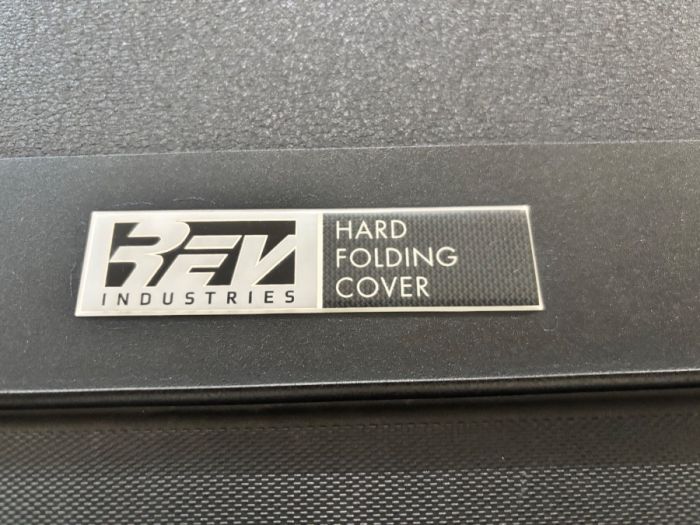 REV
INDUSTRIES
HARD
FOLDING
COVER